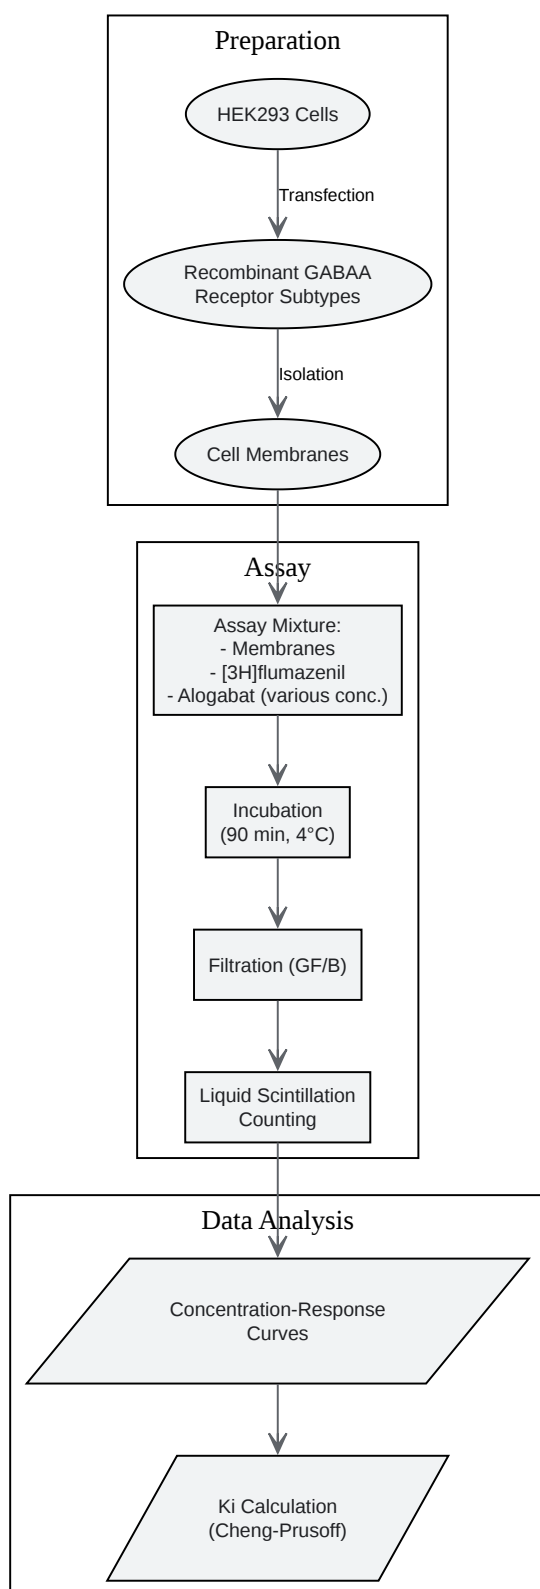 Preparation
HEK293 Cells
Transfection
Recombinant GABAA
Receptor Subtypes
Isolation
Cell Membranes
Assay
Assay Mixture:
- Membranes
- [3H]flumazenil
- Alogabat (various conc.)
Incubation
(90 min, 4°C)
Filtration (GF/B)
Liquid Scintillation
Counting
Data Analysis
Concentration-Response
Curves
Ki Calculation
(Cheng-Prusoff)